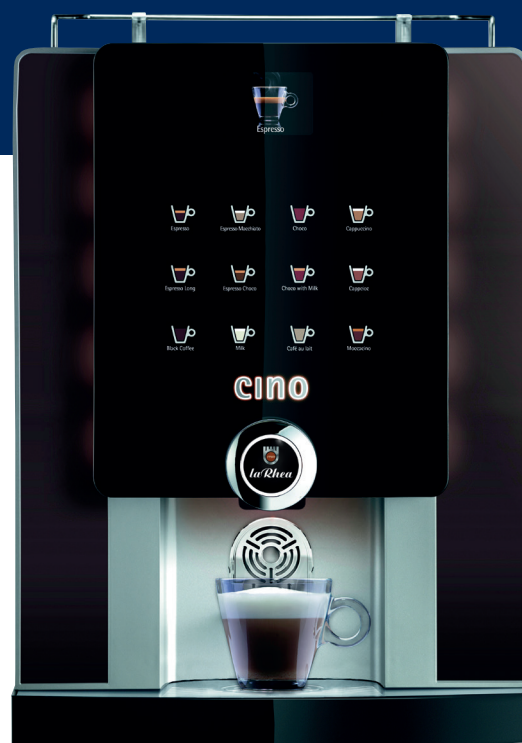 Espresso
Espresso
Espresso Macchiato
Choco
Cappuccino
Espresso Long
Espresso Choco
Choco with Milk
Cappcioc
Black Coffee
Milk
Café au lait
Moccacino
cino
laRhea